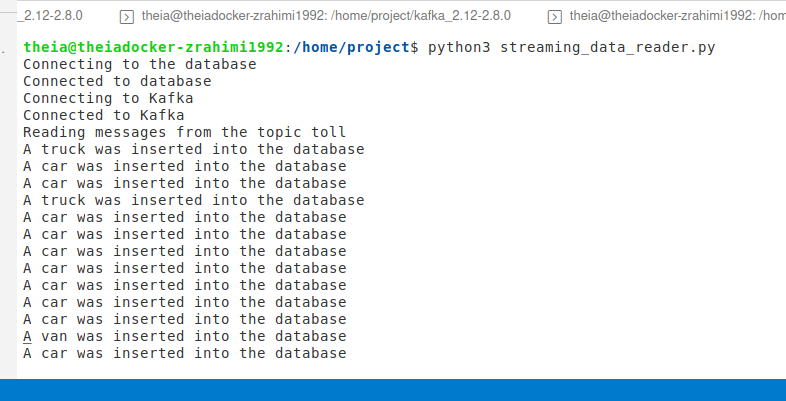 _2.12-2.8.0 theia@theiadocker-zrahimi1992: /home/project/kafka_2.12-2.8.0 theia@theiadocker-zrahimi1992: /hom
theia@theiadocker-zrahimi1992:/home/project$ python3 streaming_data_reader.py
Connecting to the database
Connected to database
Connecting to Kafka
Connected to Kafka
Reading messages from the topic toll
A truck was inserted into the database
A car was inserted into the database
A car was inserted into the database
A truck was inserted into the database
A car was inserted into the database
A car was inserted into the database
A car was inserted into the database
A car was inserted into the database
A car was inserted into the database
A car was inserted into the database
A car was inserted into the database
A van was inserted into the database
A car was inserted into the database